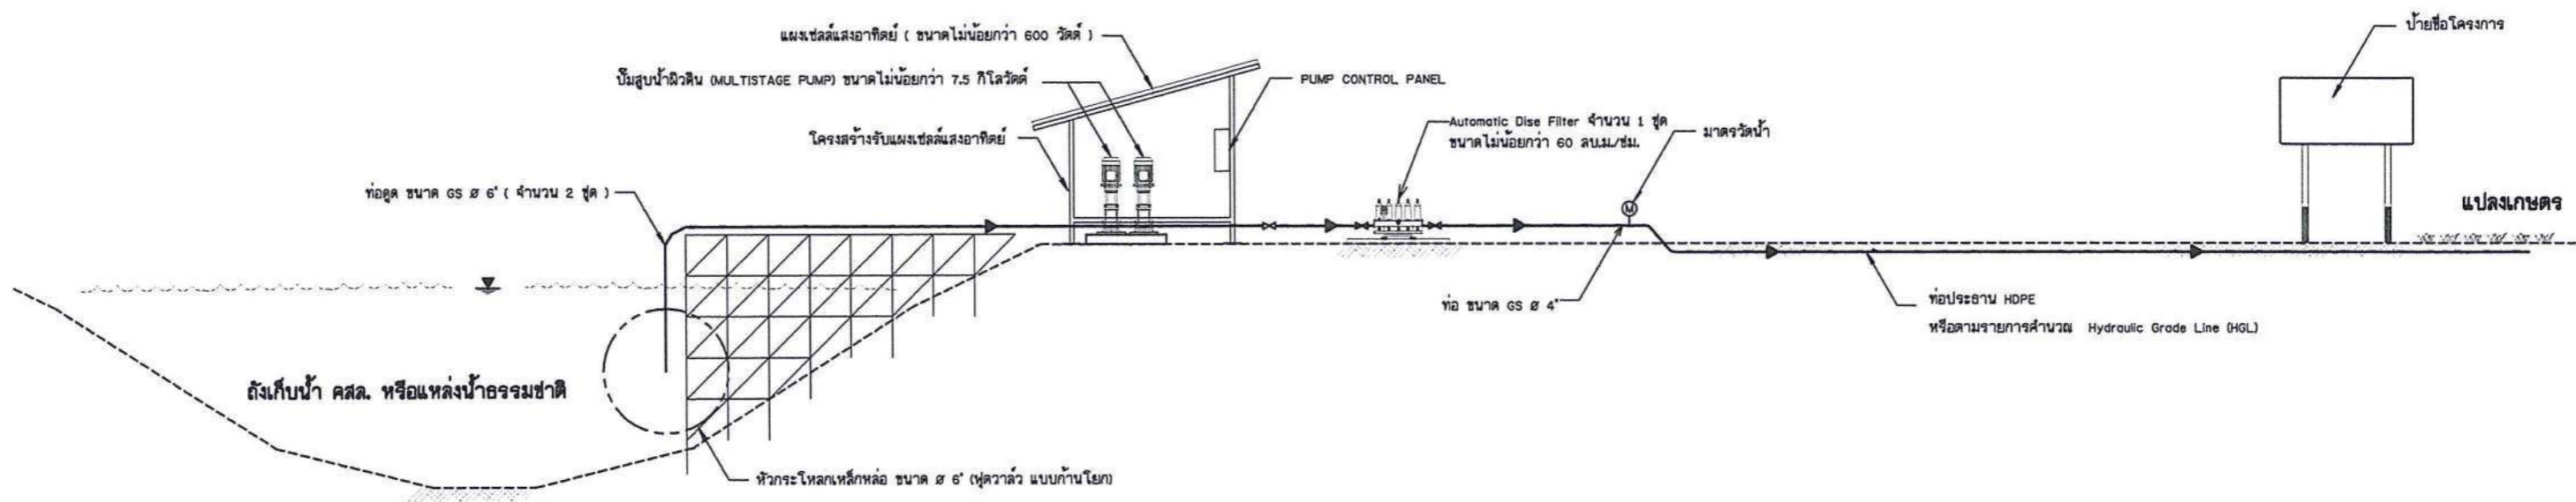 ป้ายชื่อโครงการ
แผงเซลล์แสงอาทิตย์ ( ขนาดไม่น้อยกว่า 600 วัตต์ )
ปั๊มสูบน้ำผิวดิน (MULTISTAGE PUMP) ขนาดไม่น้อยกว่า 7.5 กิโลวัตต์
PUMP CONTROL PANEL
โครงสร้างรับแผงเซลล์แสงอาทิตย์
Automatic Dise Filter จำนวน 1 ชุด
ขนาดไม่น้อยกว่า 60 ลบ.ม./ชม.
มาตรวัดน้ำ
ท่อดูด ขนาด GS Ø 6" ( จำนวน 2 ชุด )
แปลงเกษตร
M
ท่อ ขนาด GS Ø 4"
ท่อประธาน HDPE
หรือตามรายการคำนวณ Hydraulic Grade Line (HGL)
ถังเก็บน้ำ คสล. หรือแหล่งน้ำธรรมชาติ
หัวกระโหลกเหล็กหล่อ ขนาด Ø 6" (ฟุตวาล์ว แบบก้านโยก)